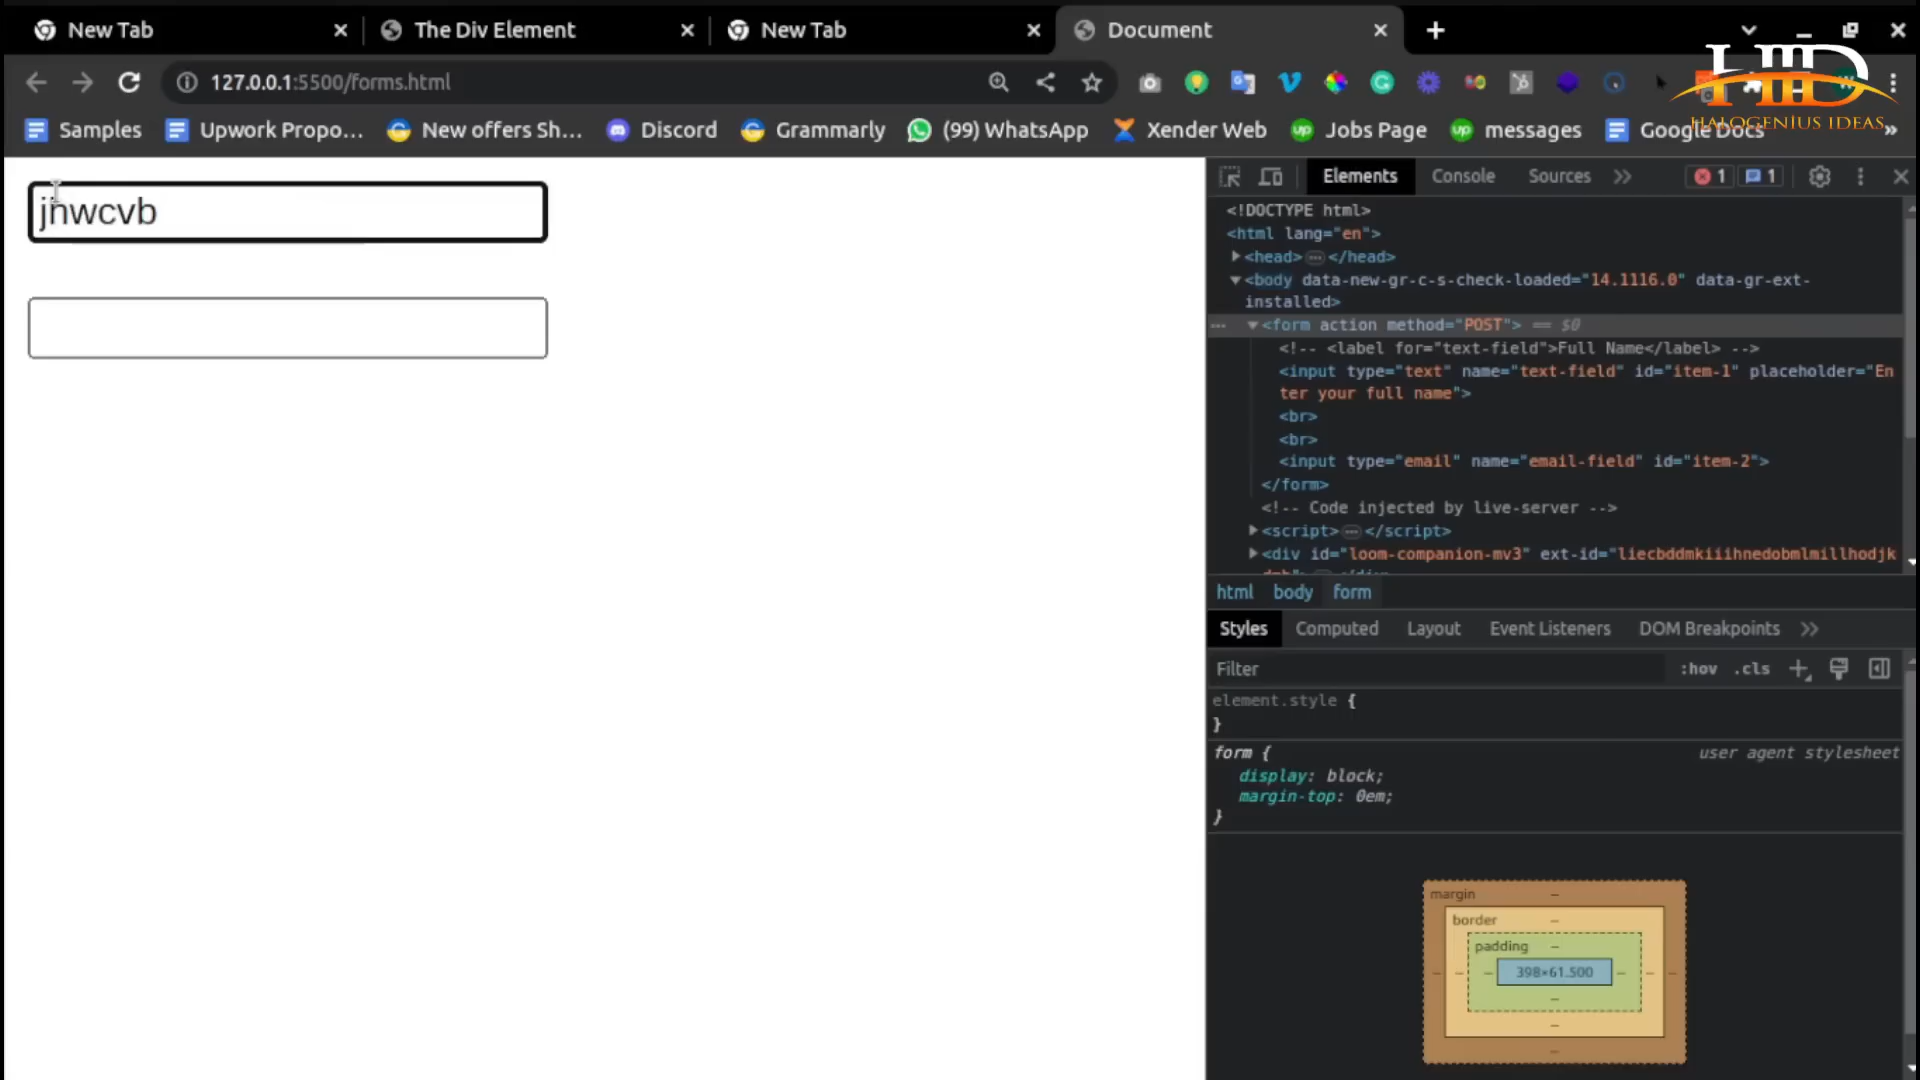 New Tab
The Div Element
New Tab
Document
127.0.0.1:5500/forms.html
Samples
Upwork Propo...
New offers Sh...
Discord
Grammarly
(99) WhatsApp
Xender Web
Jobs Page
messages
Google Docs
»
HID
HALOGENIUS IDEAS
jhwcvb
Elements
Console
Sources
»
1
1
<!DOCTYPE html>
<html lang="en">
<head> ... </head>
<body data-new-gr-c-s-check-loaded="14.1116.0" data-gr-ext-
installed>
... <form action method="POST"> == $0
<!-- <label for="text-field">Full Name</label> -->
<input type="text" name="text-field" id="item-1" placeholder="En
ter your full name">
<br>
<br>
<input type="email" name="email-field" id="item-2">
</form>
<!-- Code injected by live-server -->
<script> ... </script>
<div id="loom-companion-mv3" ext-id="liecbddmkiiihnedobmlmillhodjk
html
body
form
Styles
Computed
Layout
Event Listeners
DOM Breakpoints
»
Filter
:hov
.cls
element.style {
}
form {
user agent stylesheet
display: block;
margin-top: 0em;
}
margin
–
border
–
padding
–
398×61.500